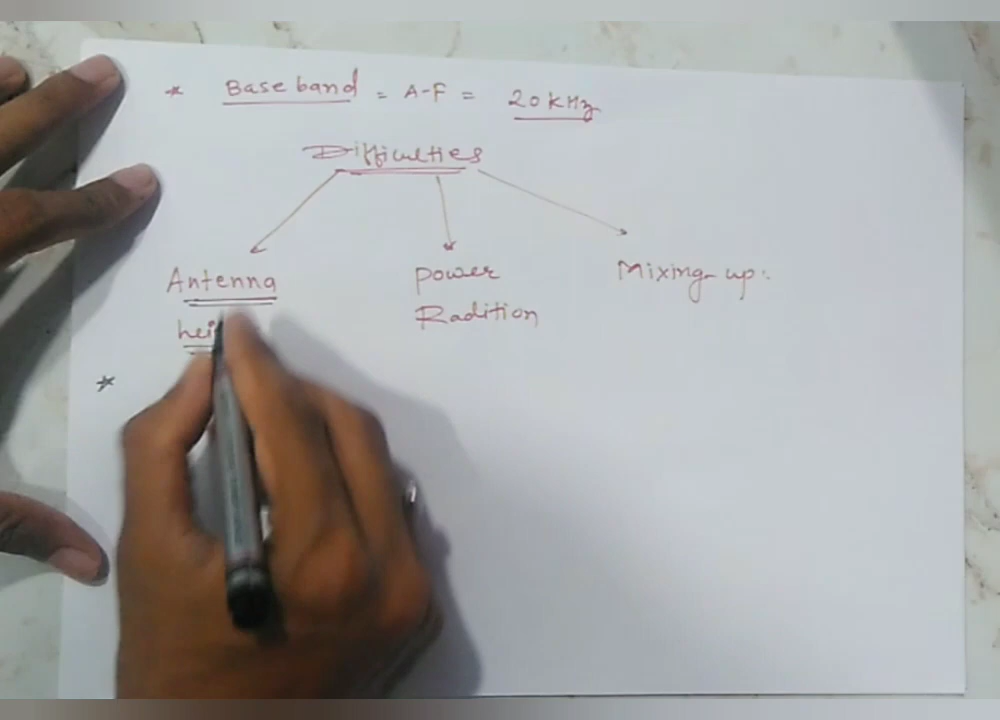 * Base band = A-F = 20 KHz
Difficulties
Antenna
power
Mixing-up:
Radition
*